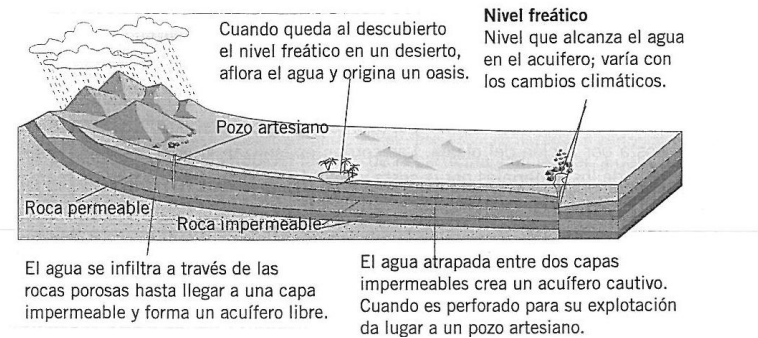 Cuando queda al descubierto
el nivel freático en un desierto,
aflora el agua y origina un oasis.
Nivel freático
Nivel que alcanza el agua
en el acuifero; varía con
los cambios climáticos.
Pozo artesiano
Roca permeable
Roca impermeable
El agua se infiltra a través de las
rocas porosas hasta llegar a una capa
impermeable y forma un acuífero libre.
El agua atrapada entre dos capas
impermeables crea un acuífero cautivo.
Cuando es perforado para su explotación
da lugar a un pozo artesiano.